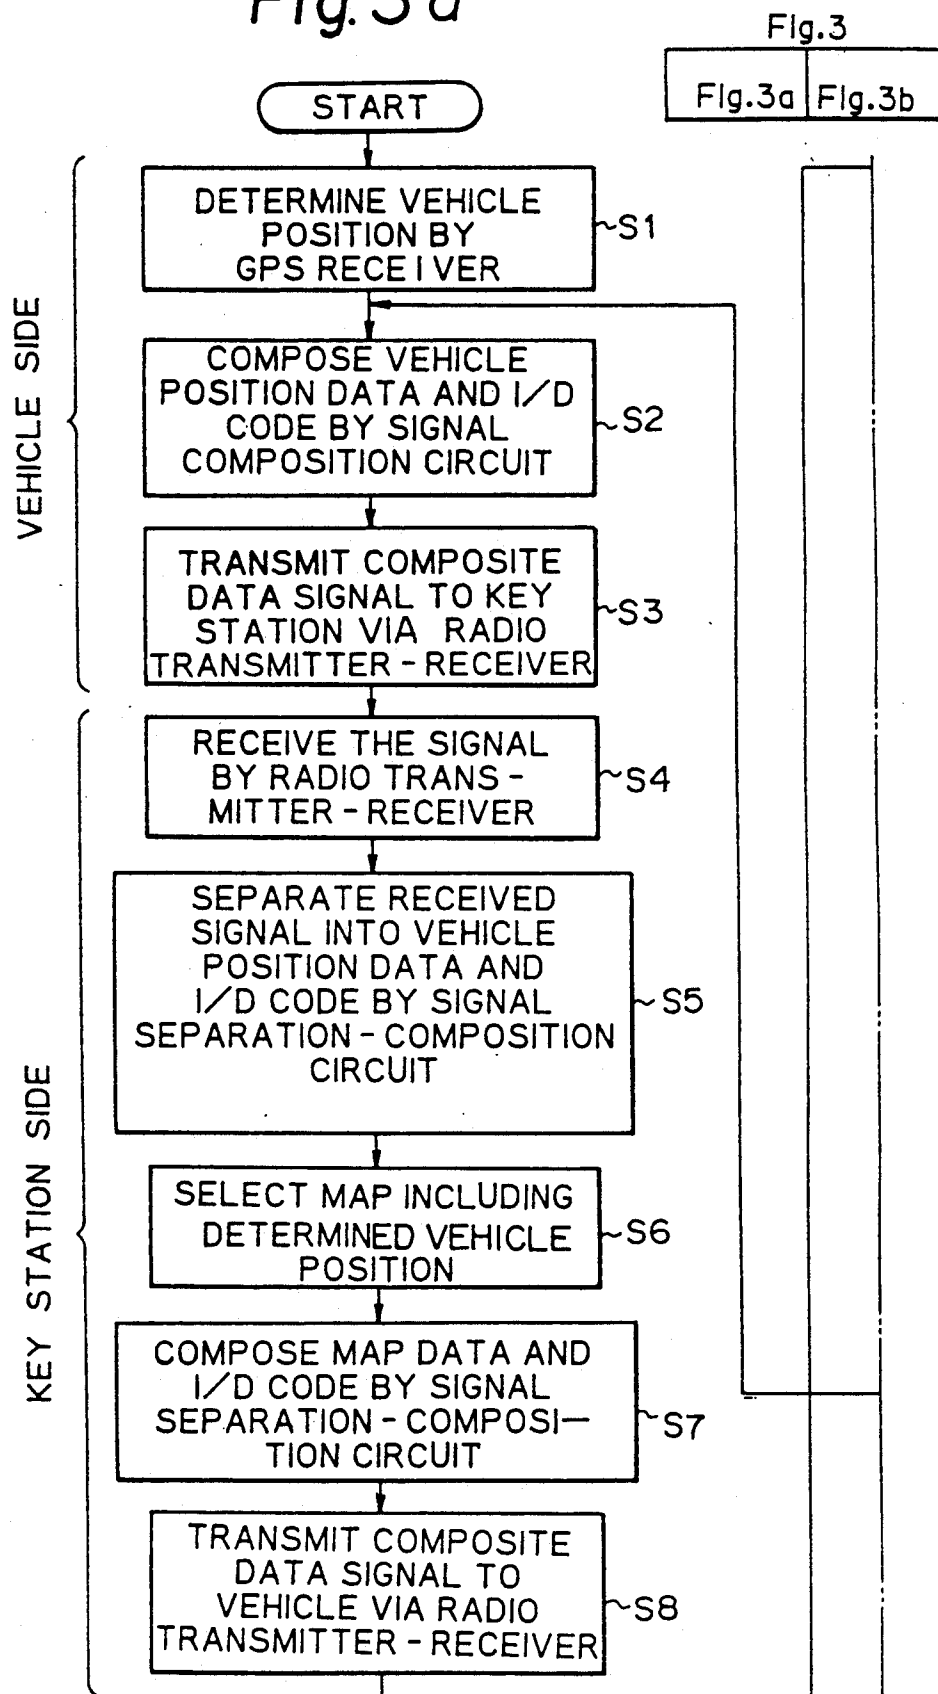 Fig. 3a
Fig.3
Fig.3a
Fig.3b
START
VEHICLE SIDE
DETERMINE VEHICLE
POSITION BY
GPS RECEIVER
S1
COMPOSE VEHICLE
POSITION DATA AND I/D
CODE BY SIGNAL
COMPOSITION CIRCUIT
S2
TRANSMIT COMPOSITE
DATA SIGNAL TO KEY
STATION VIA RADIO
TRANSMITTER-RECEIVER
S3
KEY STATION SIDE
RECEIVE THE SIGNAL
BY RADIO TRANS-
MITTER-RECEIVER
S4
SEPARATE RECEIVED
SIGNAL INTO VEHICLE
POSITION DATA AND
I/D CODE BY SIGNAL
SEPARATION-COMPOSITION
CIRCUIT
S5
SELECT MAP INCLUDING
DETERMINED VEHICLE
POSITION
S6
COMPOSE MAP DATA AND
I/D CODE BY SIGNAL
SEPARATION-COMPOSI-
TION CIRCUIT
S7
TRANSMIT COMPOSITE
DATA SIGNAL TO
VEHICLE VIA RADIO
TRANSMITTER-RECEIVER
S8